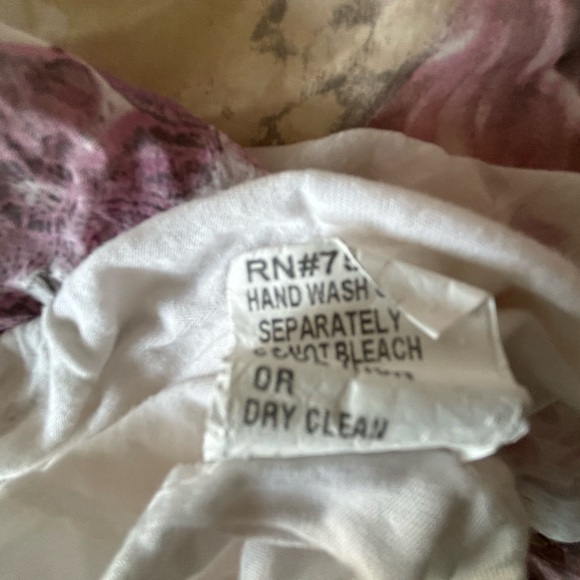 RN#7
HAND WASH
SEPARATELY
BLEACH
OR
DRY CLEAN